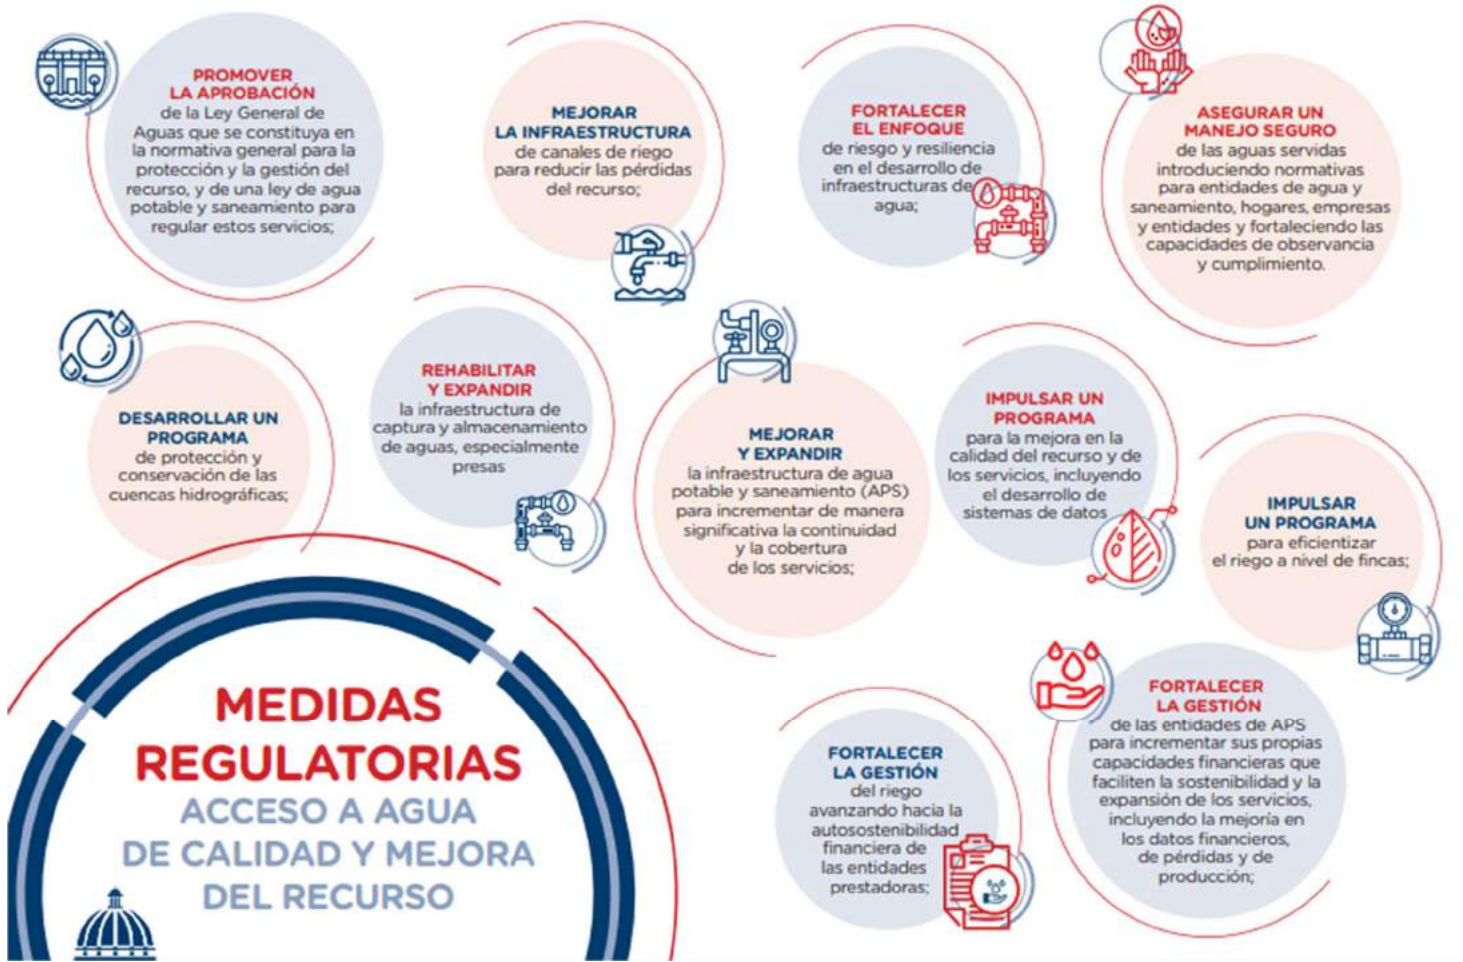 PROMOVER
LA APROBACIÓN
de la Ley General de
Aguas que se constituya en
la normativa general para la
protección y la gestión del
recurso, y de una ley de agua
potable y saneamiento para
regular estos servicios;
MEJORAR
LA INFRAESTRUCTURA
de canales de riego
para reducir las pérdidas
del recurso;
FORTALECER
EL ENFOQUE
de riesgo y resiliencia
en el desarrollo de
infraestructuras de
agua;
ASEGURAR UN
MANEJO SEGURO
de las aguas servidas
introduciendo normativas
para entidades de agua y
saneamiento, hogares, empresas
y entidades y fortaleciendo las
capacidades de observancia
y cumplimiento.
DESARROLLAR UN
PROGRAMA
de protección y
conservación de las
cuencas hidrográficas;
REHABILITAR
Y EXPANDIR
la infraestructura de
captura y almacenamiento
de aguas, especialmente
presas
MEJORAR
Y EXPANDIR
la infraestructura de agua
potable y saneamiento (APS)
para incrementar de manera
significativa la continuidad
y la cobertura
de los servicios;
IMPULSAR UN
PROGRAMA
para la mejora en la
calidad del recurso y de
los servicios, incluyendo
el desarrollo de
sistemas de datos
IMPULSAR
UN PROGRAMA
para eficientizar
el riego a nivel de fincas;
MEDIDAS
REGULATORIAS
ACCESO A AGUA
DE CALIDAD Y MEJORA
DEL RECURSO
FORTALECER
LA GESTIÓN
del riego
avanzando hacia la
autosostenibilidad
financiera de
las entidades
prestadoras;
FORTALECER
LA GESTIÓN
de las entidades de APS
para incrementar sus propias
capacidades financieras que
faciliten la sostenibilidad y la
expansión de los servicios,
incluyendo la mejoría en
los datos financieros,
de pérdidas y de
producción;